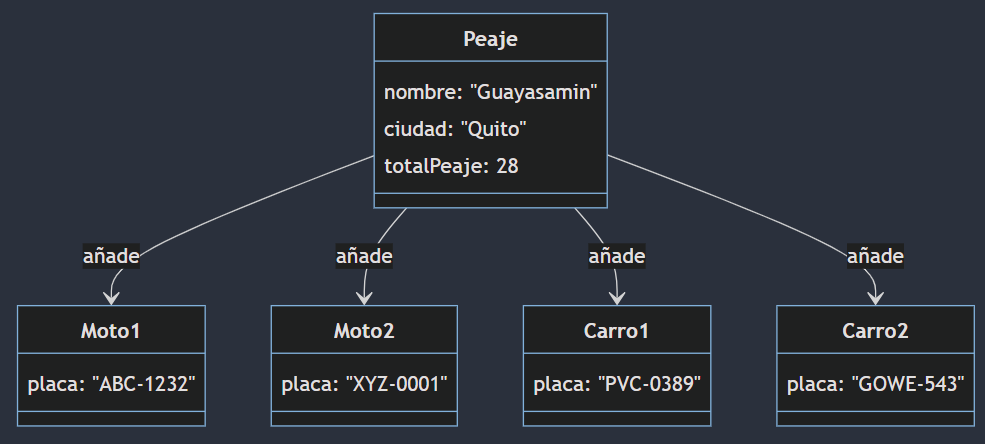 Peaje
nombre: "Guayasamin"
ciudad: "Quito"
totalPeaje: 28
añade
añade
añade
añade
Moto1
Moto2
Carro1
Carro2
placa: "ABC-1232"
placa: "XYZ-0001"
placa: "PVC-0389"
placa: "GOWE-543"